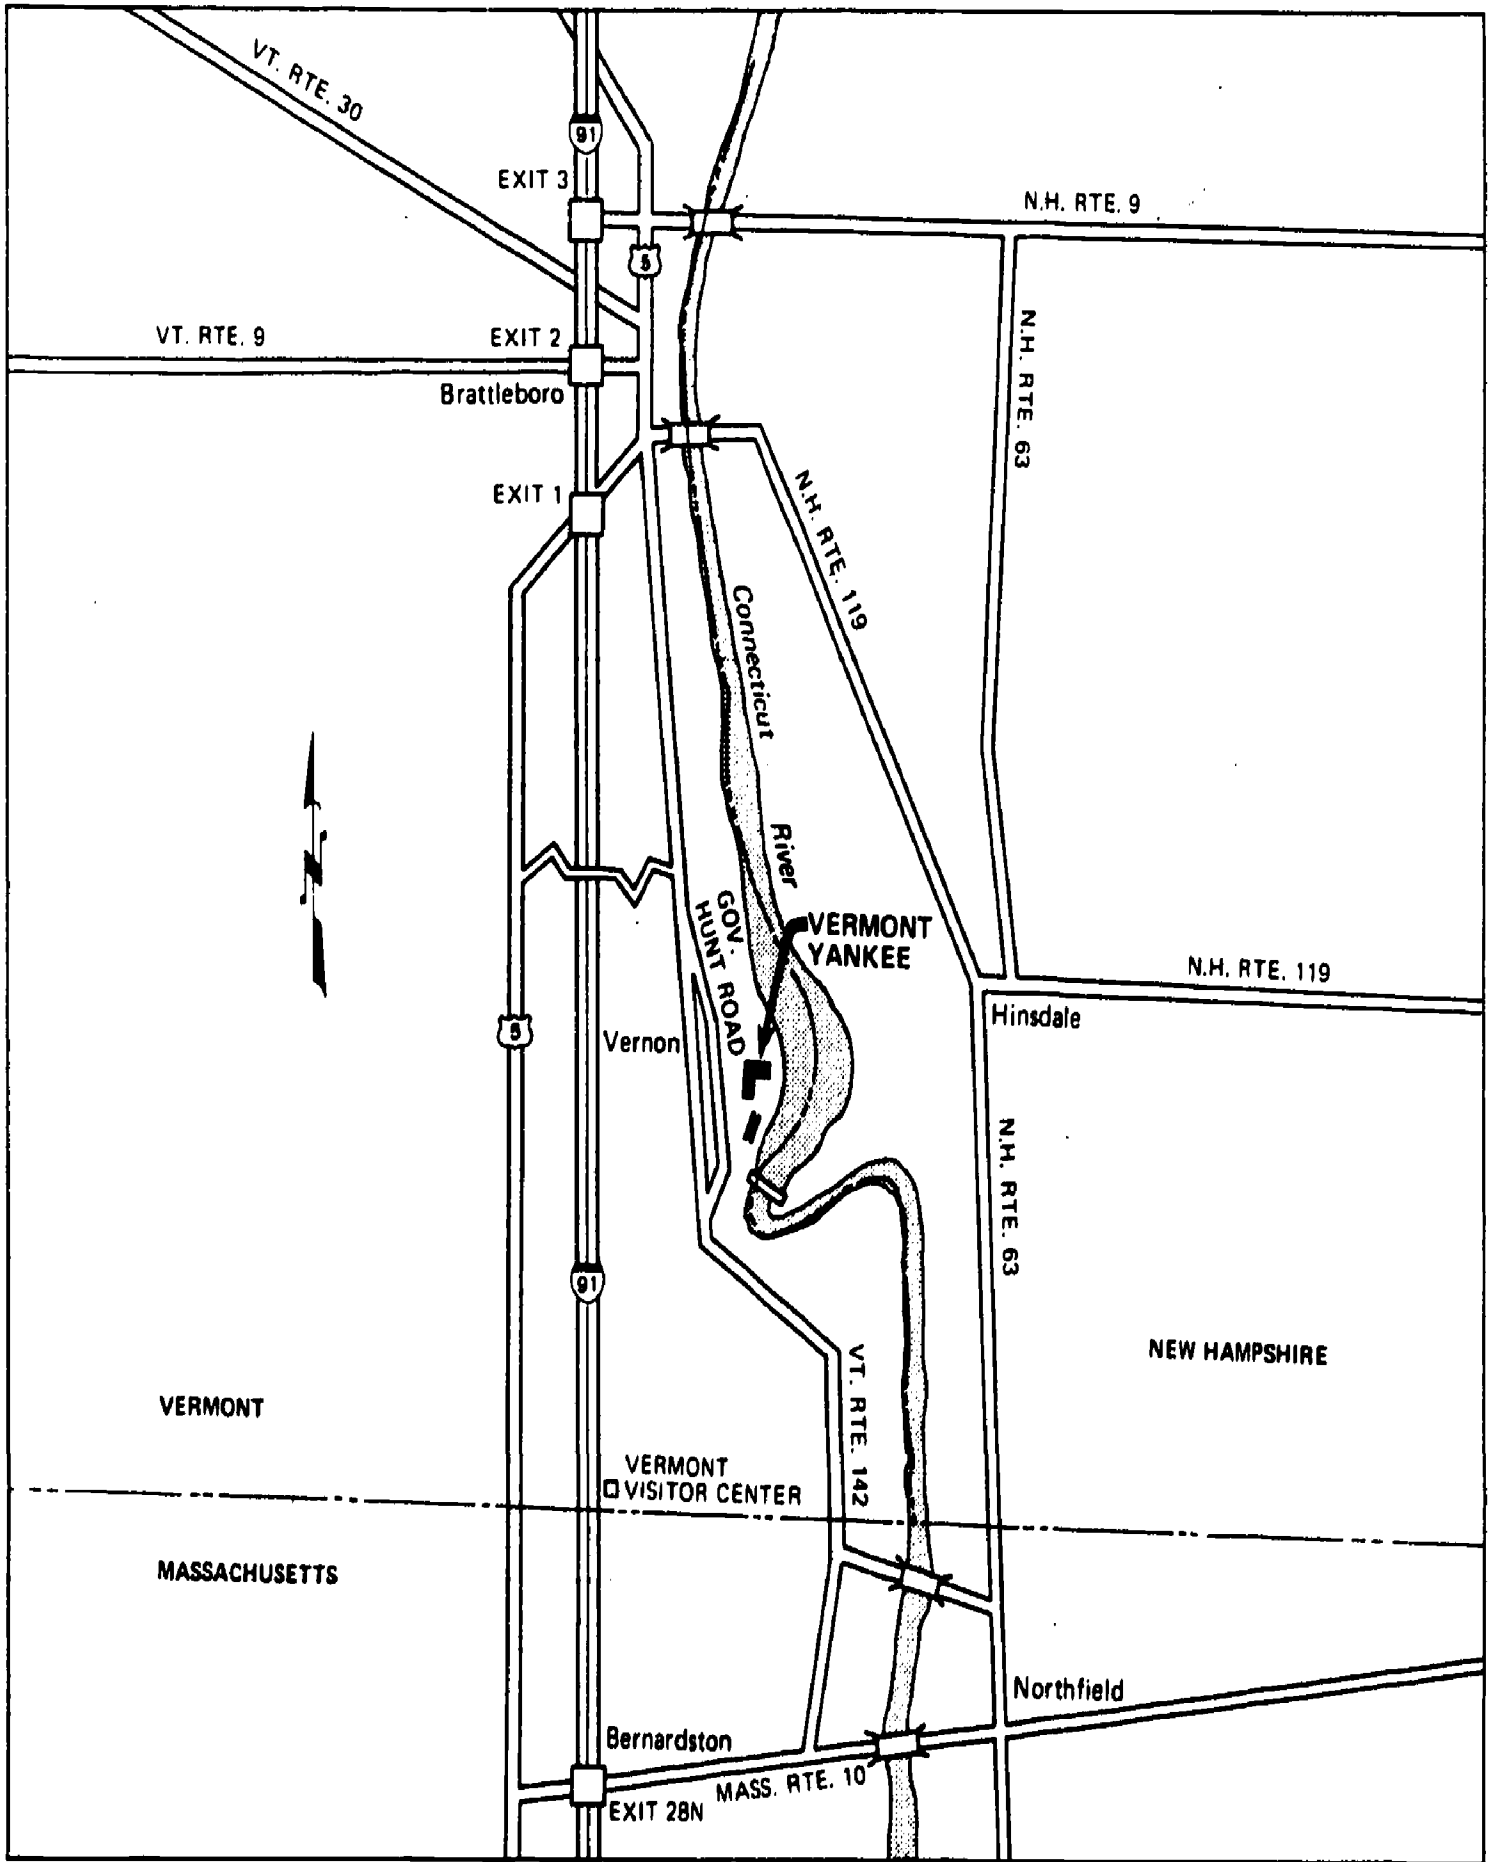 VT. RTE. 30
91
EXIT 3
N.H. RTE. 9
5
VT. RTE. 9
EXIT 2
Brattleboro
N.H. RTE. 63
EXIT 1
N.H. RTE. 119
Connecticut
River
GOV.
HUNT ROAD
VERMONT
YANKEE
N.H. RTE. 119
Hinsdale
5
Vernon
N
N.H. RTE. 63
91
NEW HAMPSHIRE
VT. RTE. 142
VERMONT
VERMONT
VISITOR CENTER
MASSACHUSETTS
Northfield
Bernardston
MASS. RTE. 10
EXIT 28N